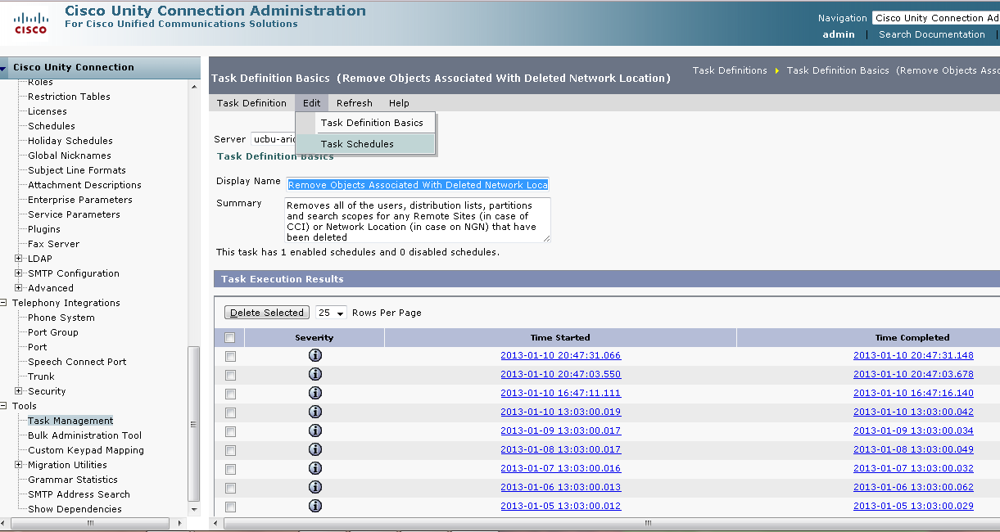 Cisco Unity Connection Administration
For Cisco Unified Communications Solutions
CISCO
Navigation Cisco Unity Connection Ad
admin | Search Documentation |
Cisco Unity Connection
Roles
Restriction Tables
Licenses
Schedules
Holiday Schedules
Global Nicknames
Subject Line Formats
Attachment Descriptions
Enterprise Parameters
Service Parameters
Plugins
Fax Server
LDAP
SMTP Configuration
Advanced
Telephony Integrations
Phone System
Port Group
Port
Speech Connect Port
Trunk
Security
Tools
Task Management
Bulk Administration Tool
Custom Keypad Mapping
Migration Utilities
Grammar Statistics
SMTP Address Search
Show Dependencies
Task Definition Basics (Remove Objects Associated With Deleted Network Location)
Task Definitions Task Definition Basics (Remove Objects Asso
Task Definition Edit Refresh Help
Task Definition Basics
Task Schedules
Server ucbu-ari
Task Definition Basics
Display Name Remove Objects Associated With Deleted Network Loca
Summary
Removes all of the users, distribution lists, partitions
and search scopes for any Remote Sites (in case of
CCI) or Network Location (in case on NGN) that have
been deleted
This task has 1 enabled schedules and 0 disabled schedules.
Task Execution Results
Delete Selected 25 Rows Per Page
Severity Time Started Time Completed
2013-01-10 20:47:31.066 2013-01-10 20:47:31.148
2013-01-10 20:47:03.550 2013-01-10 20:47:03.678
2013-01-10 16:47:11.111 2013-01-10 16:47:16.140
2013-01-10 13:03:00.019 2013-01-10 13:03:00.042
2013-01-09 13:03:00.017 2013-01-09 13:03:00.034
2013-01-08 13:03:00.017 2013-01-08 13:03:00.049
2013-01-07 13:03:00.016 2013-01-07 13:03:00.032
2013-01-06 13:03:00.013 2013-01-06 13:03:00.062
2013-01-05 13:03:00.012 2013-01-05 13:03:00.029